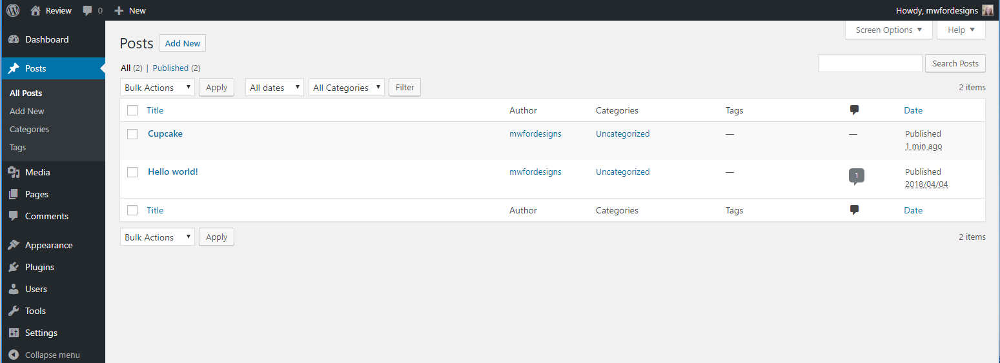 Review 0 New Howdy, mwfordesigns
Dashboard
Posts
All Posts
Add New
Categories
Tags
Media
Pages
Comments
Appearance
Plugins
Users
Tools
Settings
Collapse menu
Screen Options ▼ Help ▼
Posts Add New
All (2) | Published (2)
Search Posts
Bulk Actions Apply All dates All Categories Filter 2 items
Title Author Categories Tags Date
Cupcake mwfordesigns Uncategorized — — Published
1 min ago
Hello world! mwfordesigns Uncategorized — 1 Published
2018/04/04
Title Author Categories Tags Date
Bulk Actions Apply 2 items